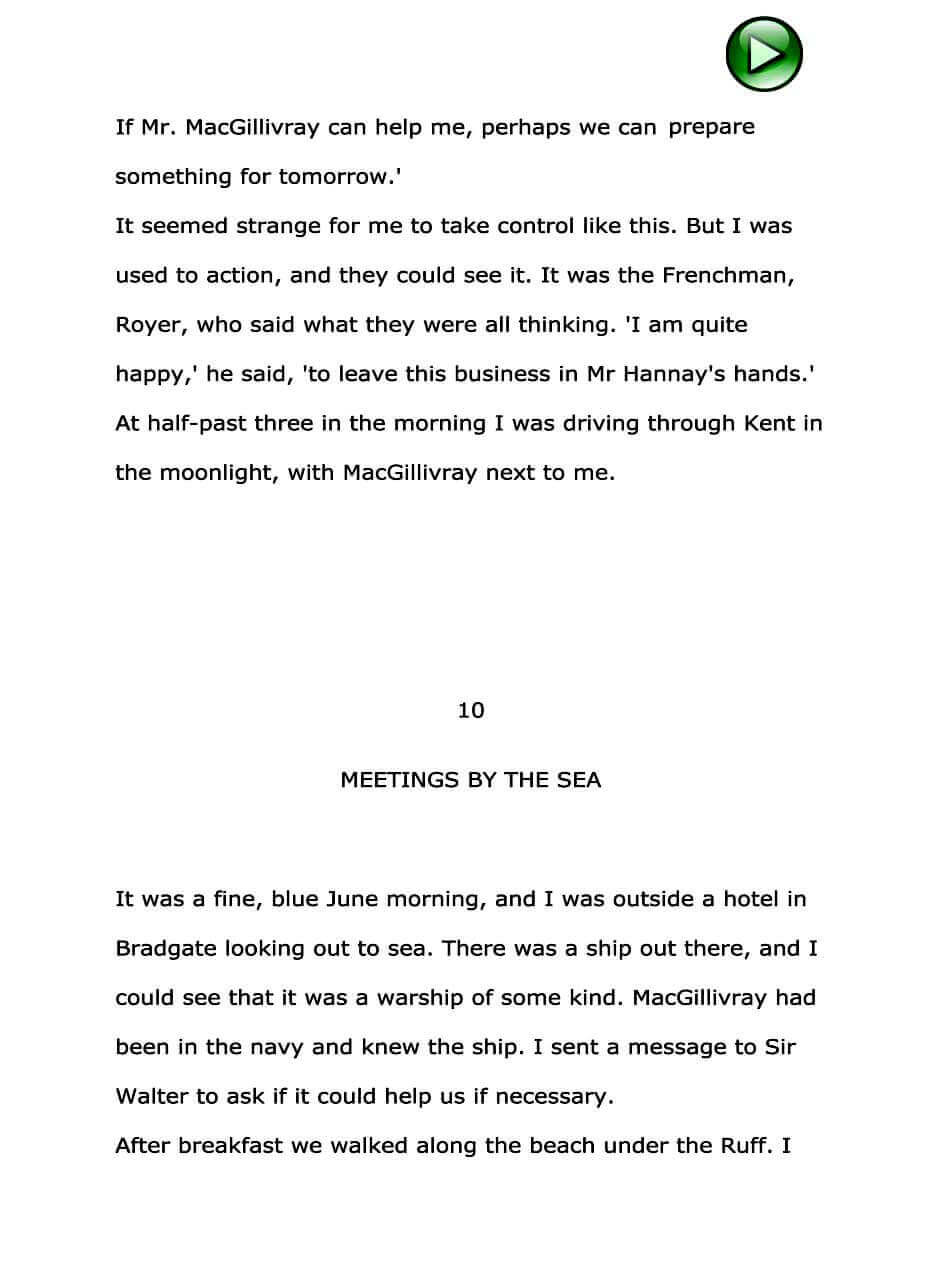 If Mr. MacGillivray can help me, perhaps we can prepare
something for tomorrow.'
It seemed strange for me to take control like this. But I was
used to action, and they could see it. It was the Frenchman,
Royer, who said what they were all thinking. 'I am quite
happy,' he said, 'to leave this business in Mr Hannay's hands.'
At half-past three in the morning I was driving through Kent in
the moonlight, with MacGillivray next to me.
10
MEETINGS BY THE SEA
It was a fine, blue June morning, and I was outside a hotel in
Bradgate looking out to sea. There was a ship out there, and I
could see that it was a warship of some kind. MacGillivray had
been in the navy and knew the ship. I sent a message to Sir
Walter to ask if it could help us if necessary.
After breakfast we walked along the beach under the Ruff. I